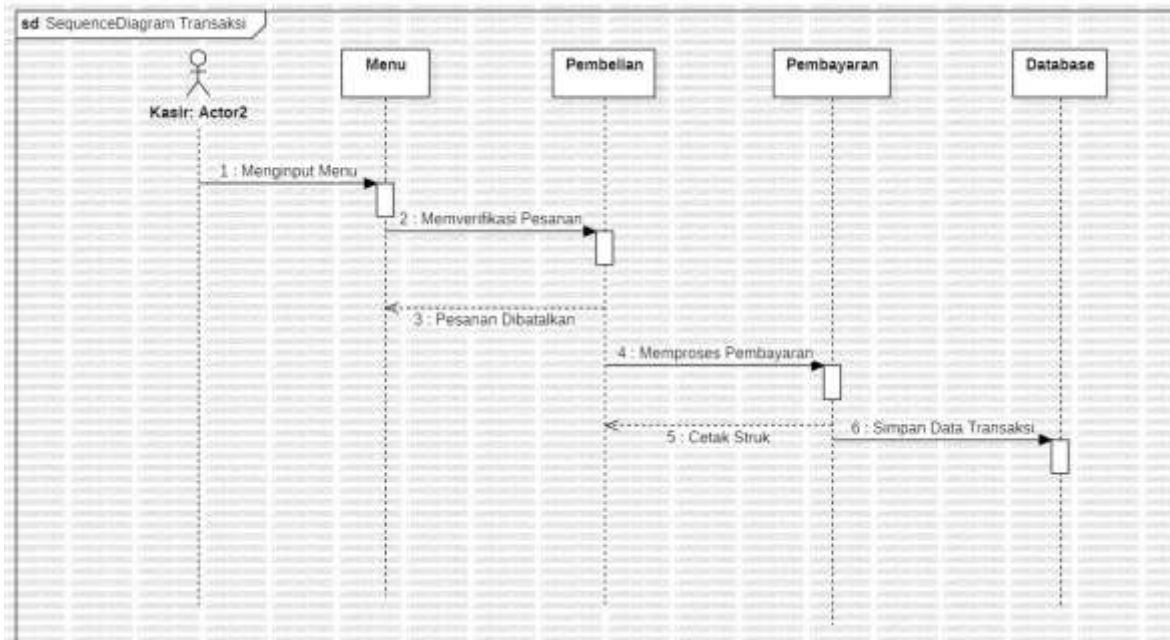 sd SequenceDiagram Transaksi
Kasir: Actor2
Menu
Pembelian
Pembayaran
Database
1 : Menginput Menu
2 : Memverifikasi Pesanan
3 : Pesanan Dibatalkan
4 : Memproses Pembayaran
5 : Cetak Struk
6 : Simpan Data Transaksi